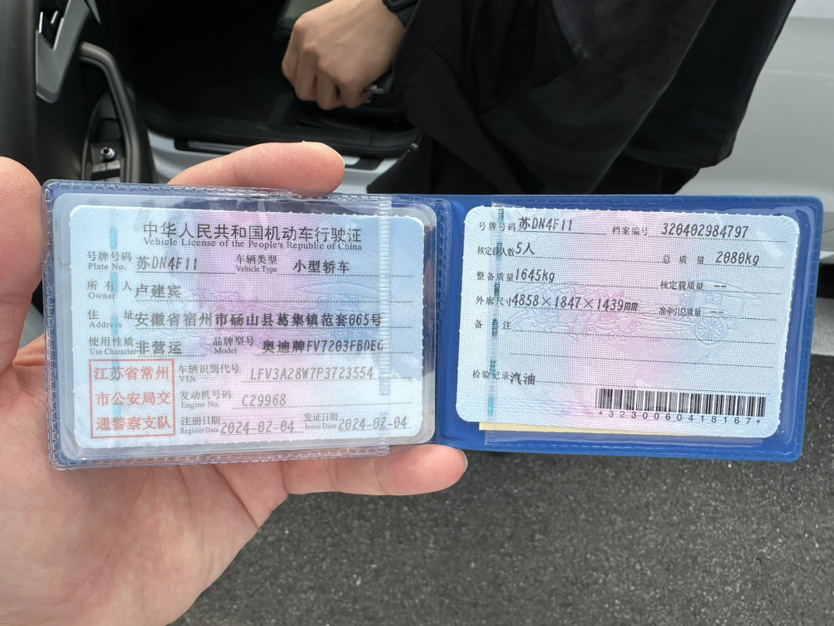 中华人民共和国机动车行驶证
Vehicle License of the People's Republic of China
号牌号码 苏DN4F11 车辆类型 小型轿车
Plate No. Vehicle Type
所有人 卢建宾
Owner
住址 安徽省宿州市砀山县葛集镇范套065号
Address
使用性质 非营运 品牌型号 奥迪牌FV7203FBDEG
Use Character Model
江苏省常州
市公安局交
通警察支队
车辆识别代号 LFV3A28W7P3723554
VIN
发动机号码 C29968
Engine No.
注册日期 2024-02-04 发证日期 2024-02-04
Register Date Issue Date
号牌号码 苏DN4F11 档案编号 320402984797
核定载人数 5人 总质量 2080kg
整备质量 1645kg 核定载质量 --
外廓尺寸 4858×1847×1439mm 准牵引总质量 --
备注
检验记录 汽油
*3230060418167*